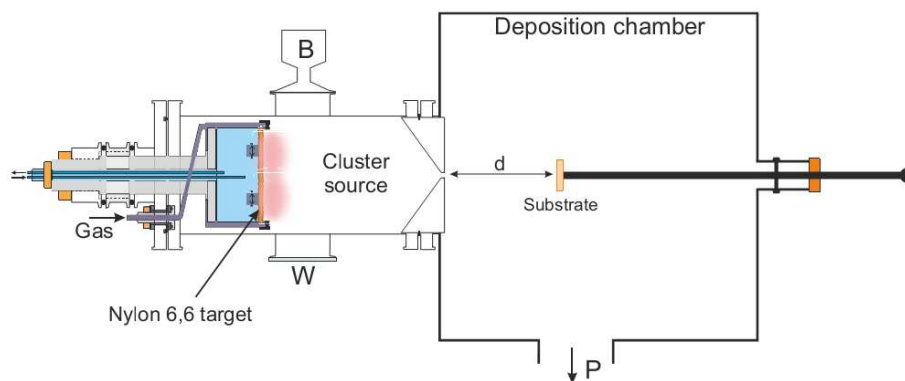 Deposition chamber
B
Cluster
source
d
Substrate
Gas
W
Nylon 6,6 target
P